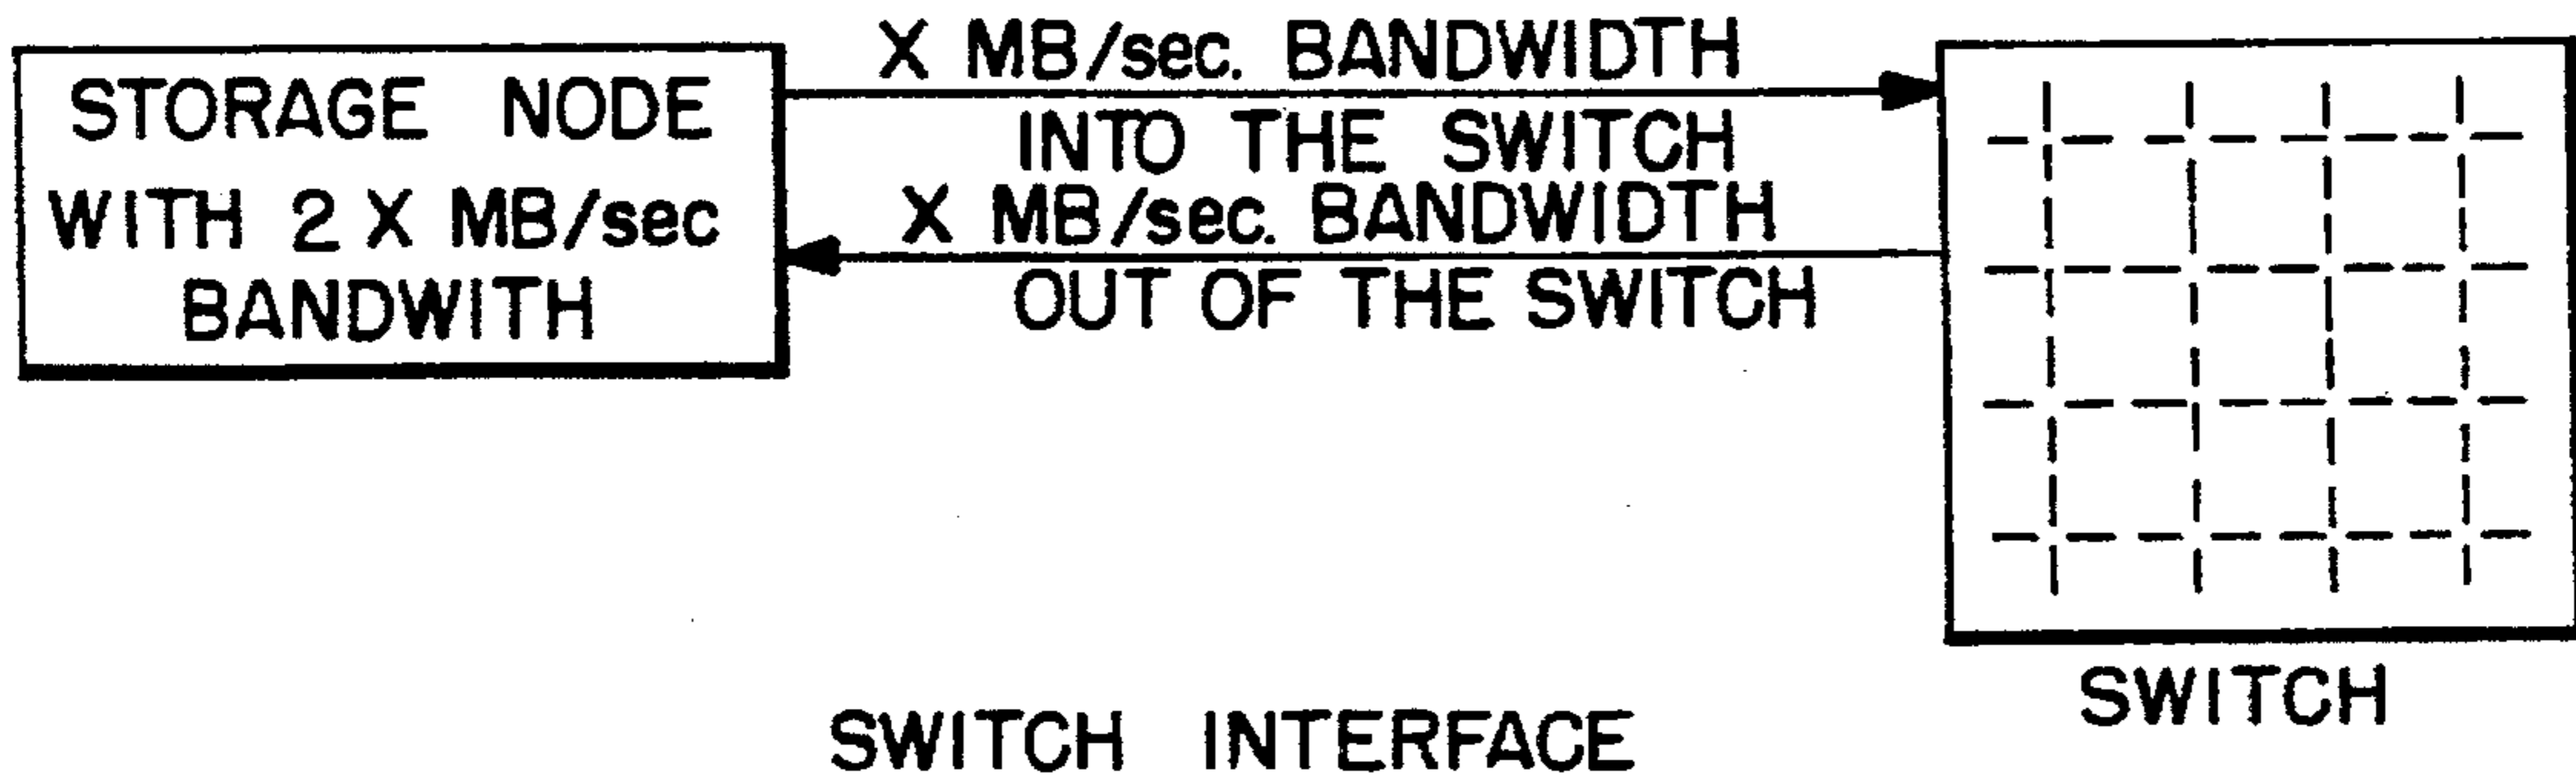 STORAGE NODE
WITH 2 X MB/sec
BANDWITH
X MB/sec. BANDWIDTH
INTO THE SWITCH
X MB/sec. BANDWIDTH
OUT OF THE SWITCH
SWITCH
SWITCH INTERFACE